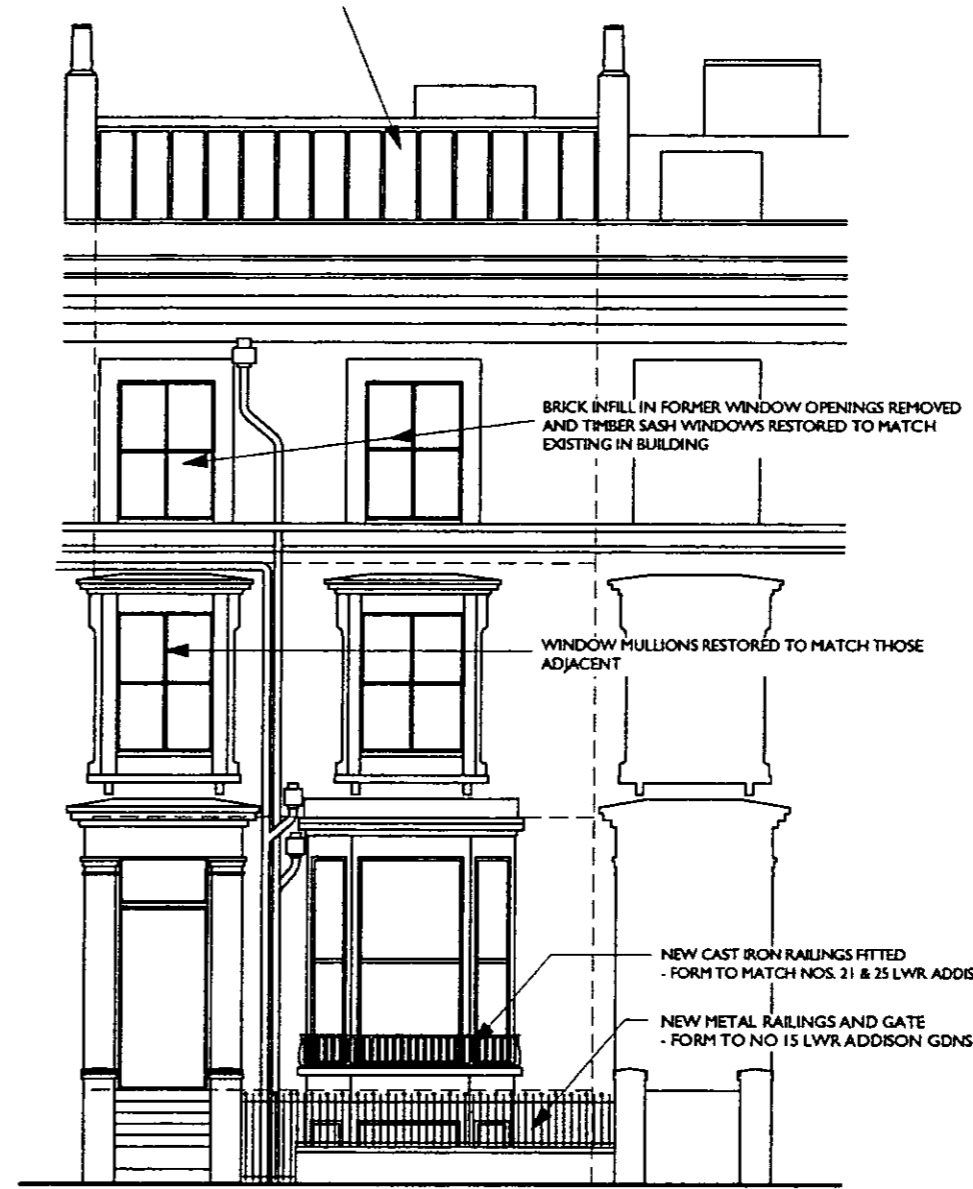 BRICK INFILL IN FORMER WINDOW OPENINGS REMOVED
AND TIMBER SASH WINDOWS RESTORED TO MATCH
EXISTING IN BUILDING
WINDOW MULLIONS RESTORED TO MATCH THOSE
ADJACENT
NEW CAST IRON RAILINGS FITTED
- FORM TO MATCH NOS. 21 & 25 LWR ADDIS
NEW METAL RAILINGS AND GATE
- FORM TO NO 15 LWR ADDISON GDNS